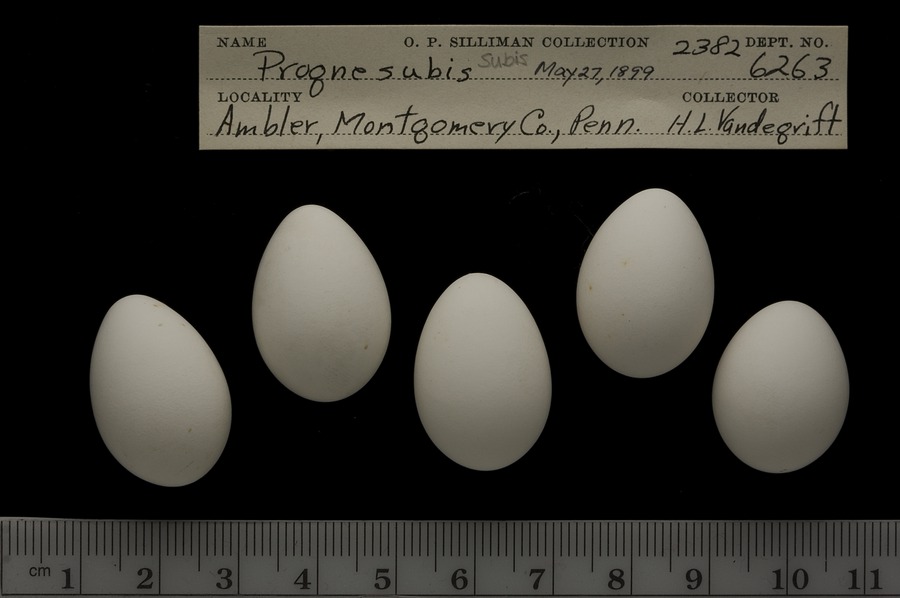 NAME O. P. SILLIMAN COLLECTION 2382 DEPT. NO.
Progne subis subis May 27, 1899 6263
LOCALITY COLLECTOR
Ambler, Montgomery Co., Penn. H.L. Vandegrift
cm 1 2 3 4 5 6 7 8 9 10 11